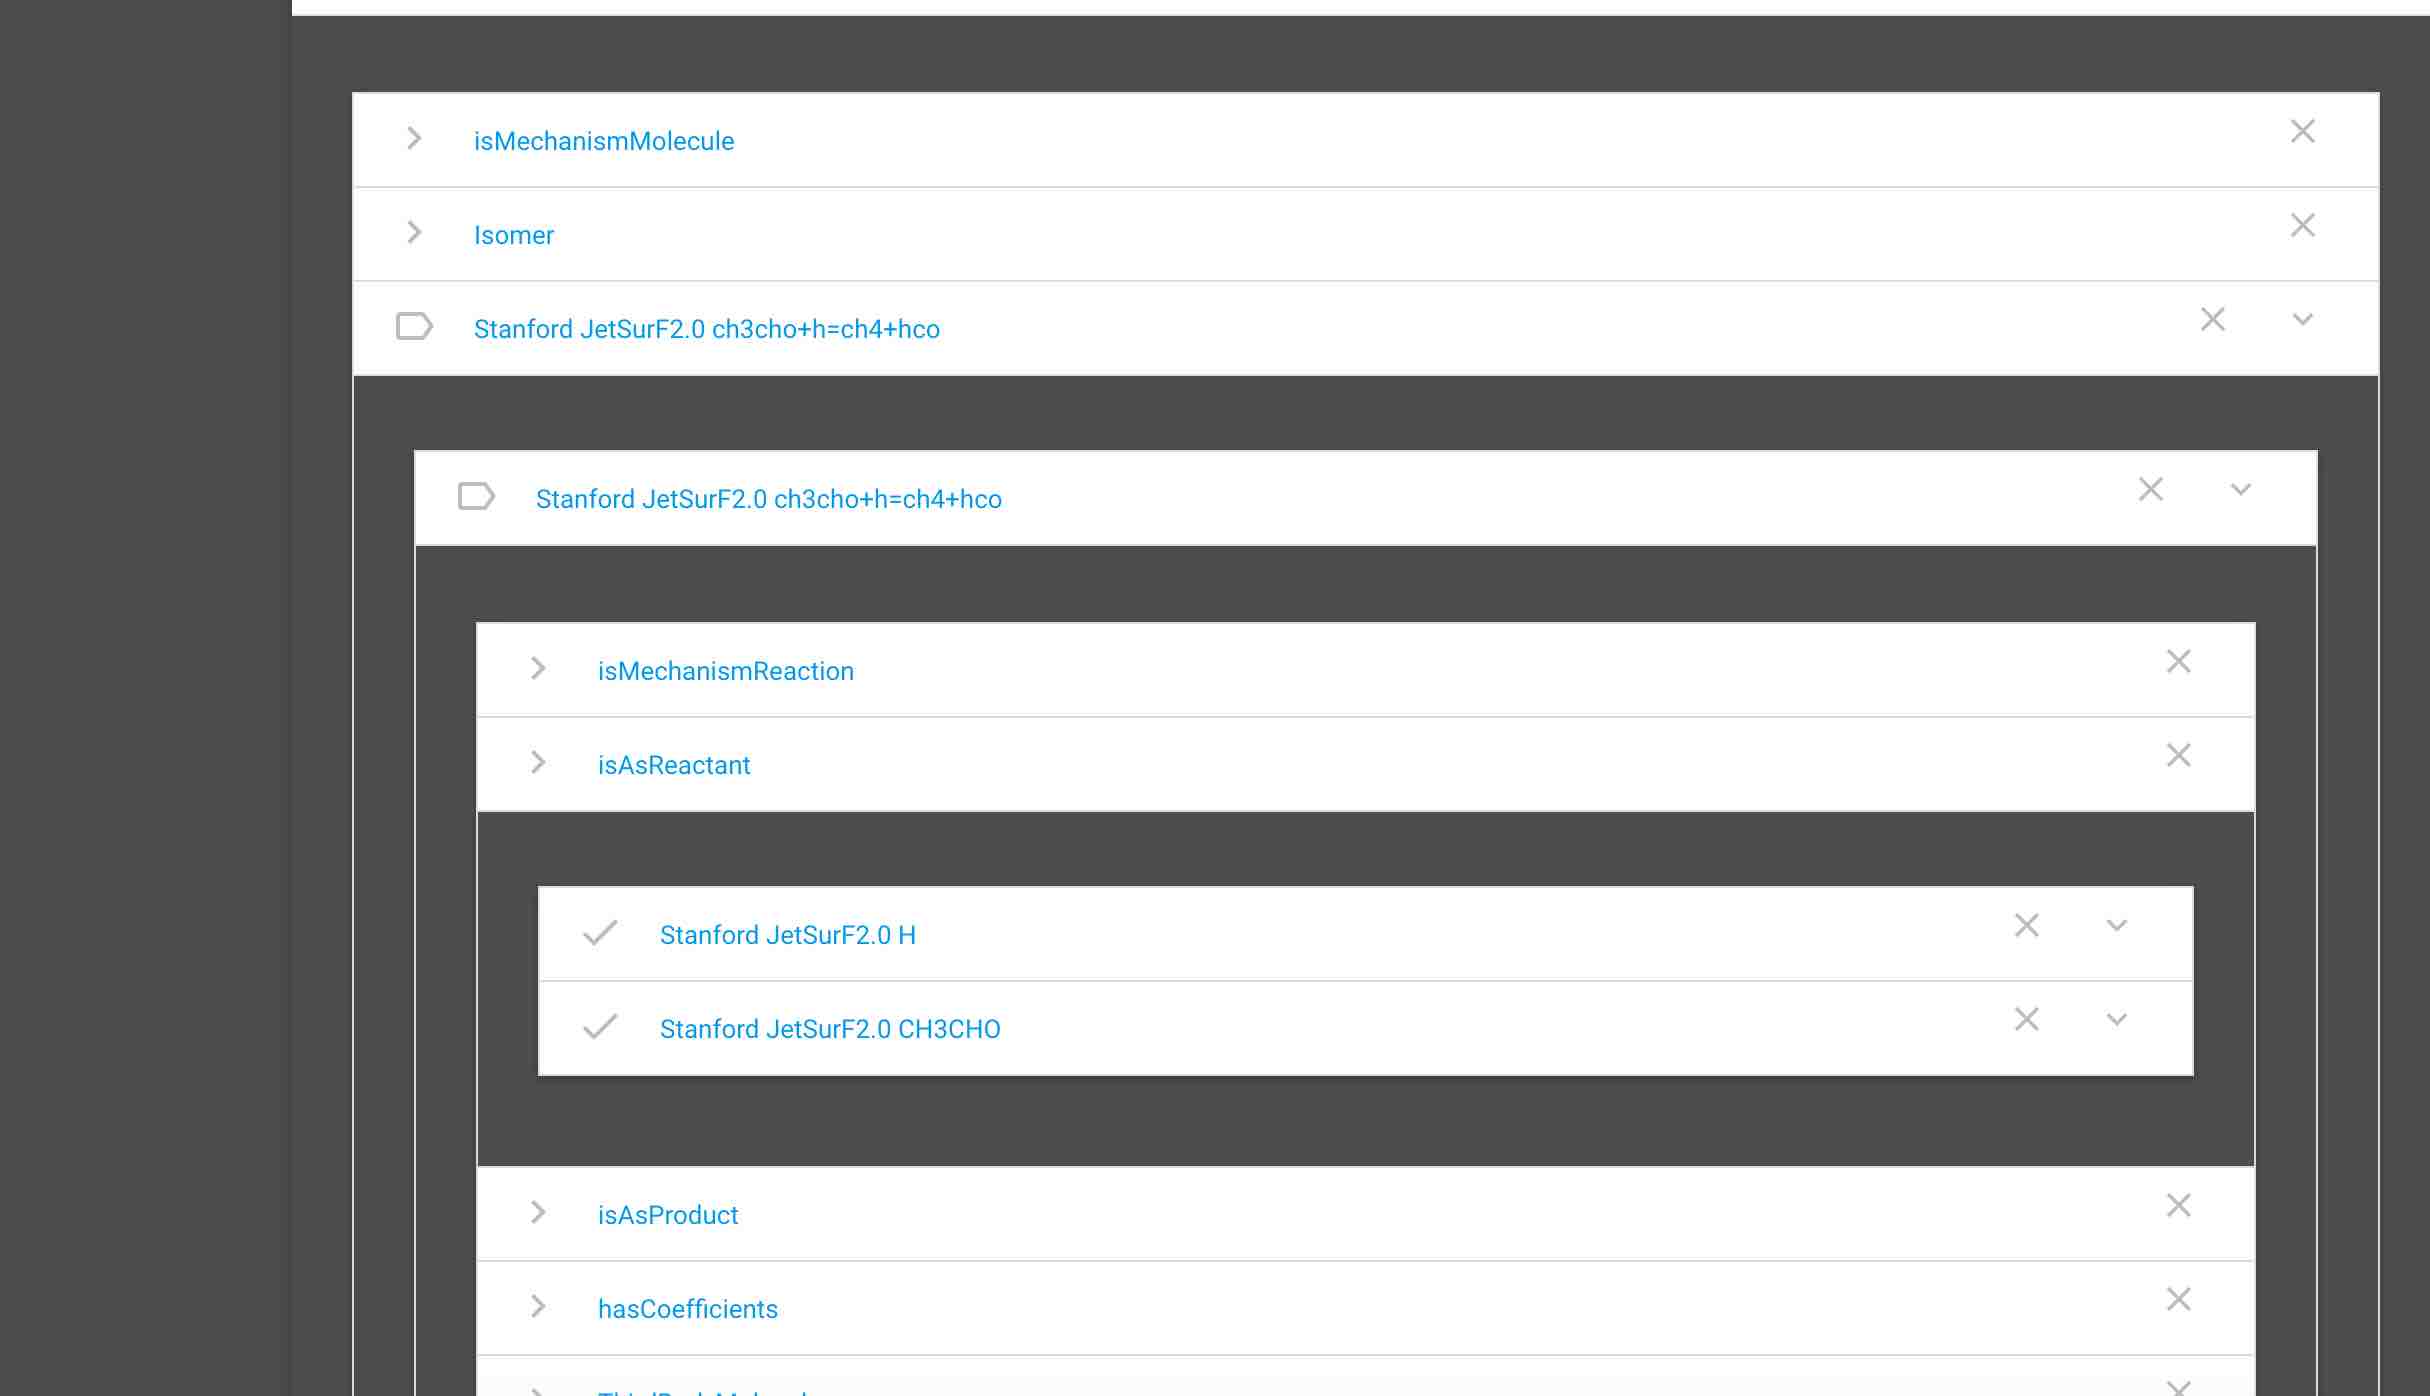 isMechanismMolecule
Isomer
Stanford JetSurF2.0 ch3cho+h=ch4+hco
Stanford JetSurF2.0 ch3cho+h=ch4+hco
isMechanismReaction
isAsReactant
Stanford JetSurF2.0 H
Stanford JetSurF2.0 CH3CHO
isAsProduct
hasCoefficients